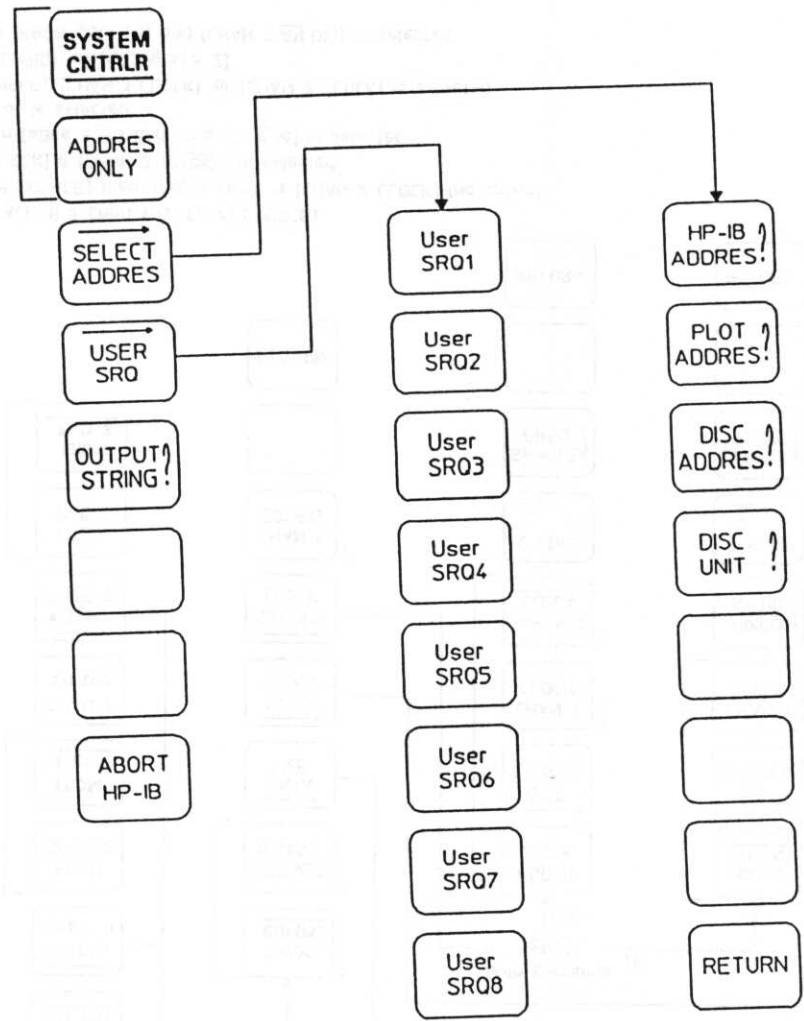 SYSTEM
CNTRLR
ADDRES
ONLY
SELECT
ADDRES
USER
SRQ
OUTPUT?
STRING
ABORT
HP-IB
User
SRQ1
User
SRQ2
User
SRQ3
User
SRQ4
User
SRQ5
User
SRQ6
User
SRQ7
User
SRQ8
HP-IB ?
ADDRES
PLOT ?
ADDRES
DISC ?
ADDRES
DISC ?
UNIT
RETURN